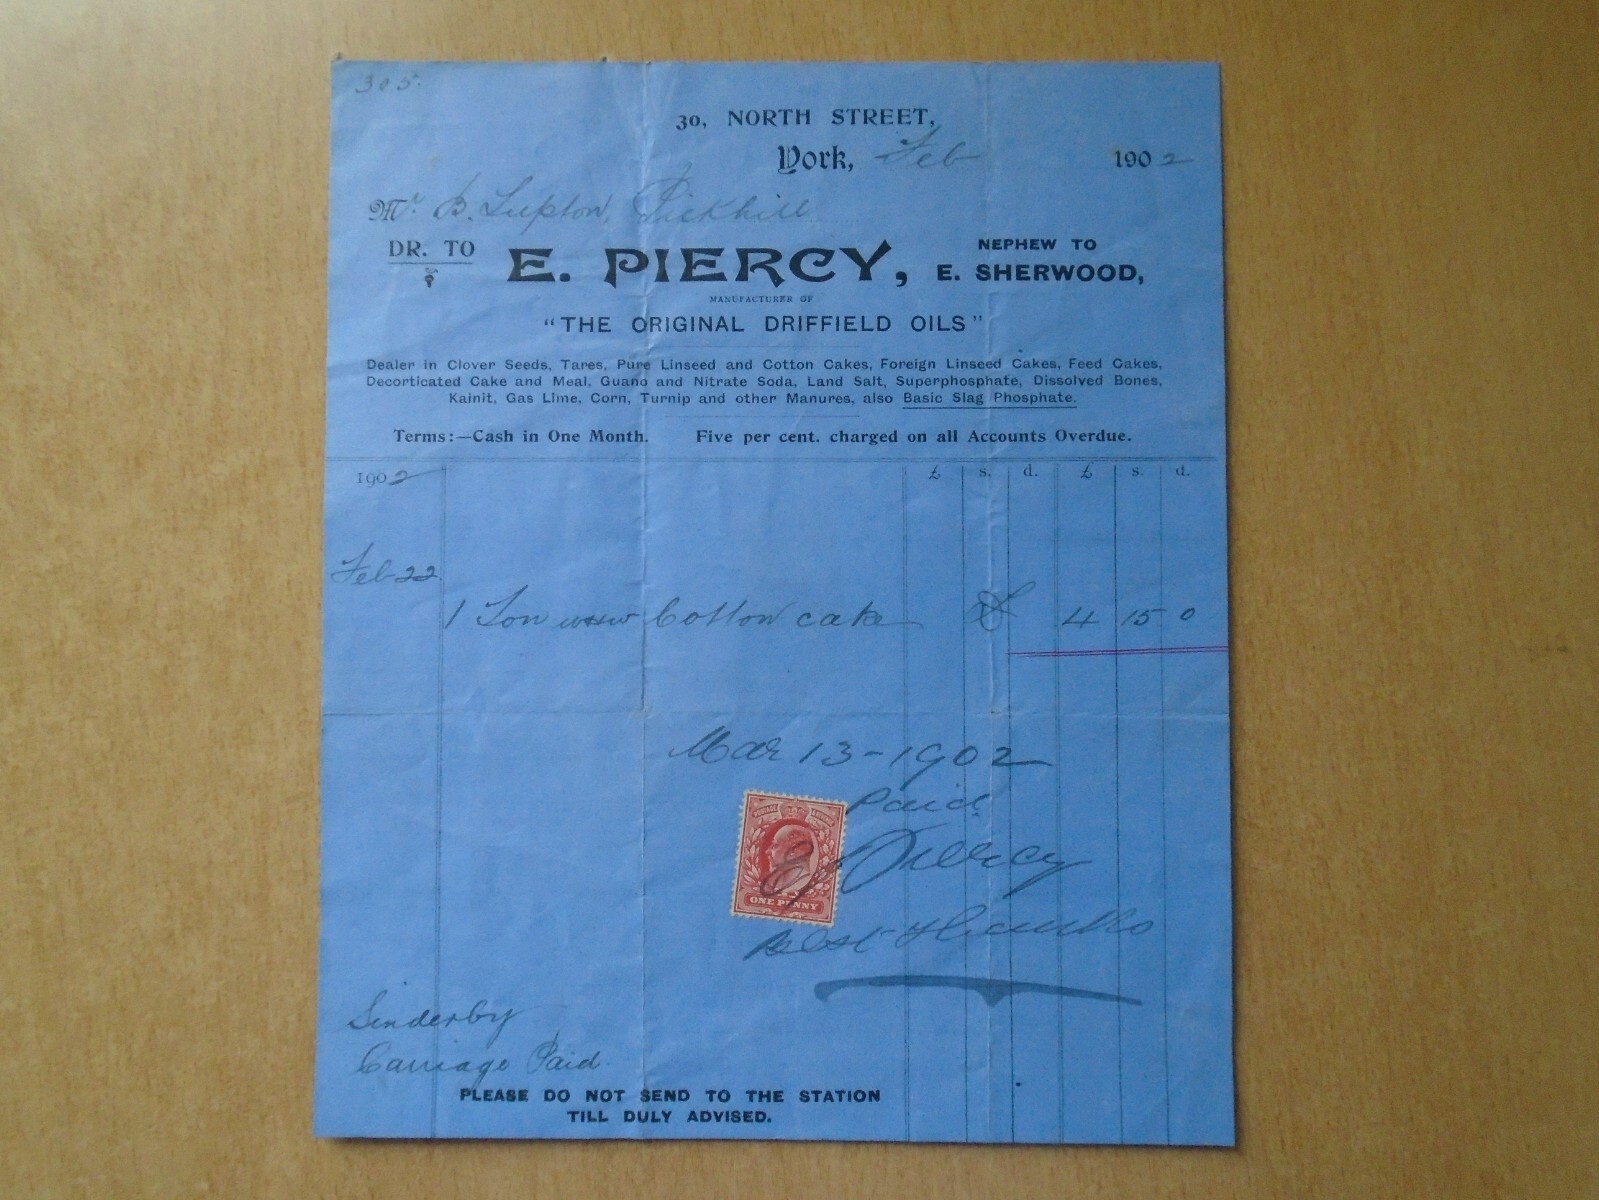 305.
30, NORTH STREET,
York, Feb 1902
Mr. B. Lupton, Pickhill
DR. TO E. PIERCY, NEPHEW TO E. SHERWOOD,
MANUFACTURER OF
"THE ORIGINAL DRIFFIELD OILS"
Dealer in Clover Seeds, Tares, Pure Linseed and Cotton Cakes, Foreign Linseed Cakes, Feed Cakes,
Decorticated Cake and Meal, Guano and Nitrate Soda, Land Salt, Superphosphate, Dissolved Bones,
Kainit, Gas Lime, Corn, Turnip and other Manures, also Basic Slag Phosphate.
Terms:—Cash in One Month. Five per cent. charged on all Accounts Overdue.
1902 £ s. d. £ s. d.
Feb 22
1 Ton Cotton cake £ 4 15 0
Mar 13-1902
Paid
E Piercy
POSTAGE REVENUE
ONE PENNY
Best thanks
Sinderby
Carriage Paid.
PLEASE DO NOT SEND TO THE STATION
TILL DULY ADVISED.